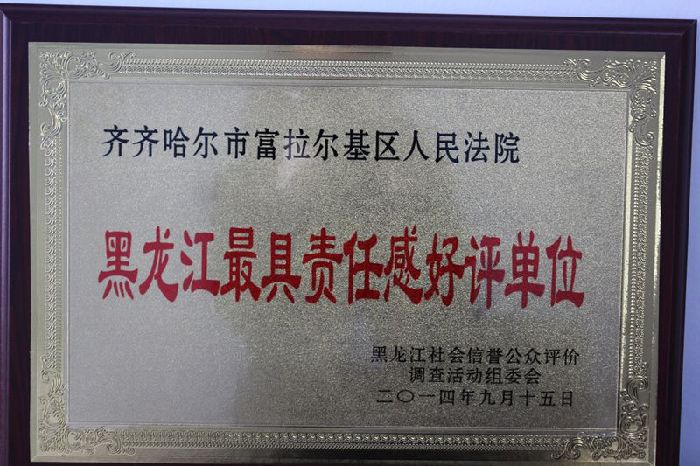 齐齐哈尔市富拉尔基区人民法院
黑龙江最具责任感好评单位
黑龙江社会信誉公众评价
调查活动组委会
二〇一四年九月十五日